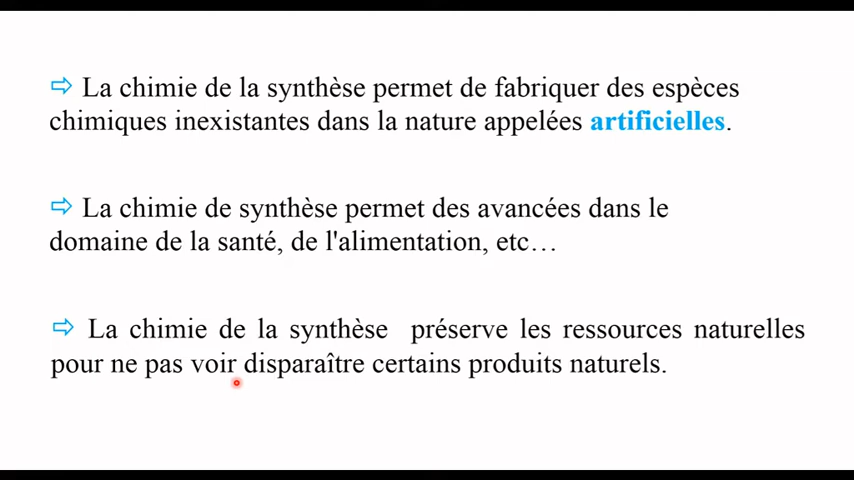 ⇨ La chimie de la synthèse permet de fabriquer des espèces
chimiques inexistantes dans la nature appelées artificielles.
⇨ La chimie de synthèse permet des avancées dans le
domaine de la santé, de l'alimentation, etc…
⇨ La chimie de la synthèse préserve les ressources naturelles
pour ne pas voir disparaître certains produits naturels.